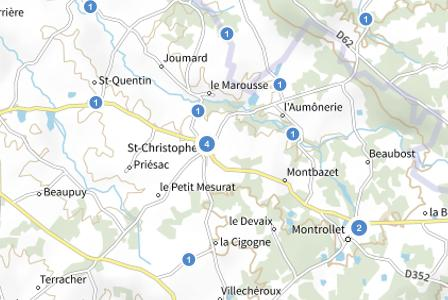 rrière
1
1
1
D62
Joumard
St-Quentin
le Marousse
1
1
1
l'Aumônerie
1
4
St-Christophe
Priésac
Beaubost
Montbazet
le Petit Mesurat
Beaupuy
la B
le Devaix
Montrollet
2
la Cigogne
1
D352
Terracher
Villechéroux